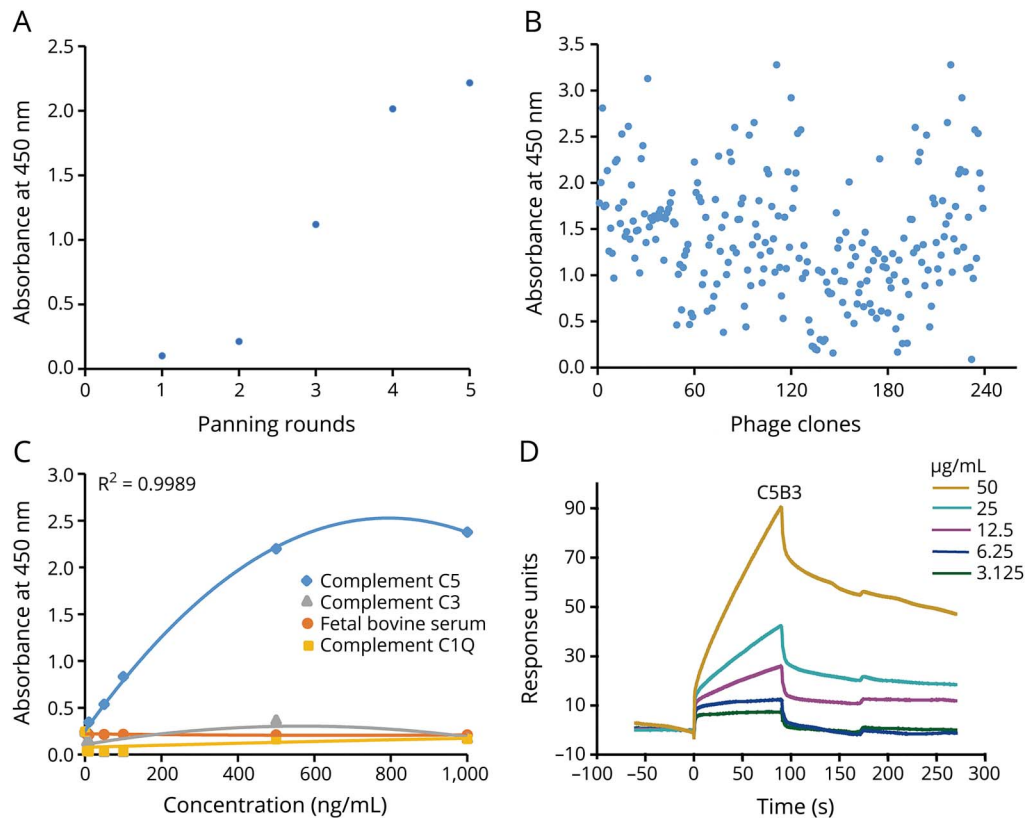 A
Absorbance at 450 nm
2.5
2.0
1.5
1.0
0.5
0.0
0 1 2 3 4 5
Panning rounds
B
Absorbance at 450 nm
3.5
3.0
2.5
2.0
1.5
1.0
0.5
0.0
0 60 120 180 240
Phage clones
C
Absorbance at 450 nm
3.0
2.5
2.0
1.5
1.0
0.5
0.0
R² = 0.9989
Complement C5
Complement C3
Fetal bovine serum
Complement C1Q
0 200 400 600 800 1,000
Concentration (ng/mL)
D
Response units
90
70
50
30
10
−10
C5B3
µg/mL
50
25
12.5
6.25
3.125
−100 −50 0 50 100 150 200 250 300
Time (s)